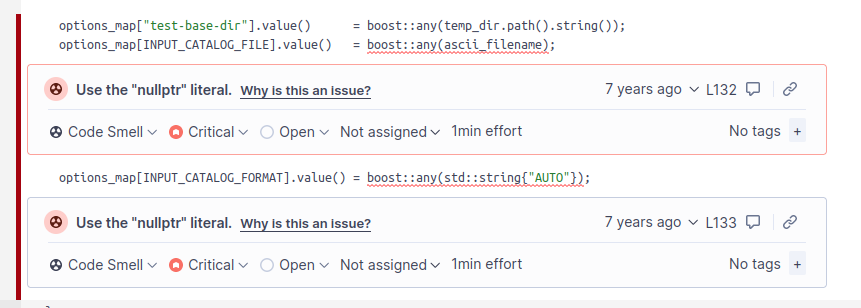 options_map["test-base-dir"].value()      = boost::any(temp_dir.path().string());
options_map[INPUT_CATALOG_FILE].value()   = boost::any(ascii_filename);
Use the "nullptr" literal. Why is this an issue? 7 years ago L132
Code Smell Critical Open Not assigned 1min effort No tags +
options_map[INPUT_CATALOG_FORMAT].value() = boost::any(std::string{"AUTO"});
Use the "nullptr" literal. Why is this an issue? 7 years ago L133
Code Smell Critical Open Not assigned 1min effort No tags +